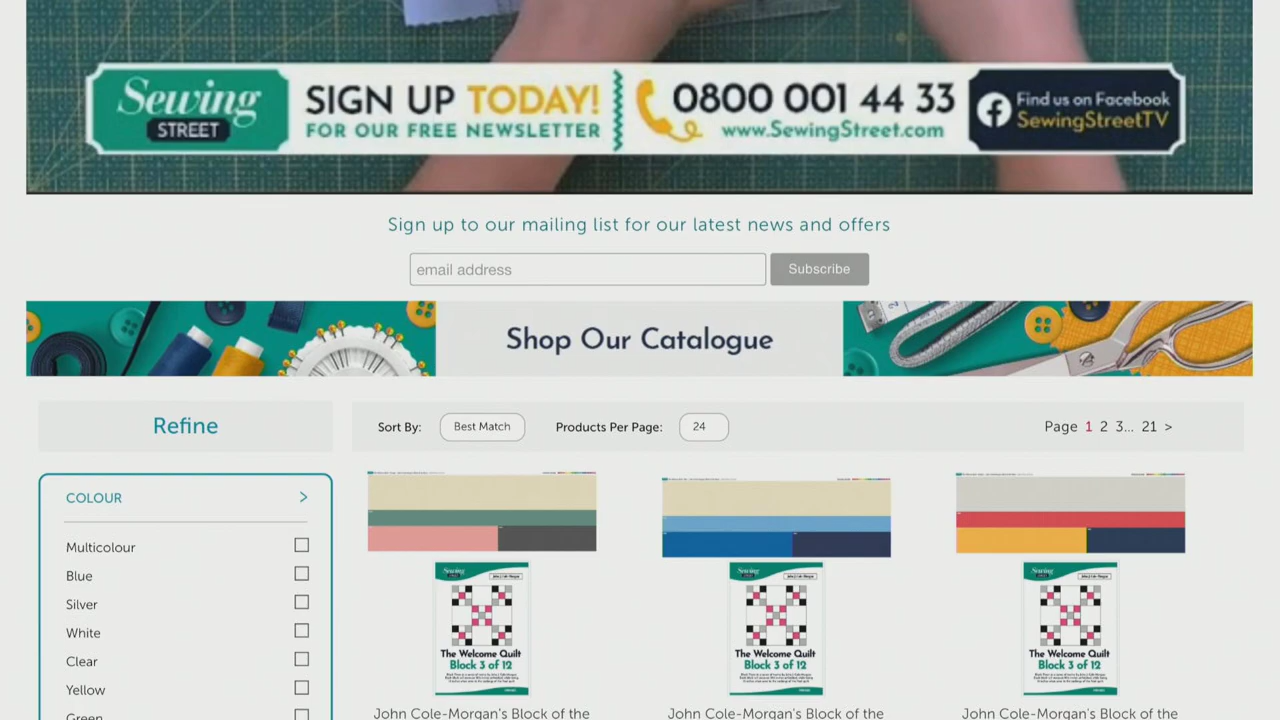 Sewing
STREET
SIGN UP TODAY!
FOR OUR FREE NEWSLETTER
0800 001 44 33
www.SewingStreet.com
Find us on Facebook
SewingStreetTV
Sign up to our mailing list for our latest news and offers
email address
Subscribe
Shop Our Catalogue
Refine
Sort By:
Best Match
Products Per Page:
24
Page 1 2 3... 21 >
COLOUR
>
Multicolour
Blue
Silver
White
Clear
Yellow
Green
Sewing
The Welcome Quilt
Block 3 of 12
John Cole-Morgan's Block of the
Sewing
The Welcome Quilt
Block 3 of 12
John Cole-Morgan's Block of the
Sewing
The Welcome Quilt
Block 3 of 12
John Cole-Morgan's Block of the